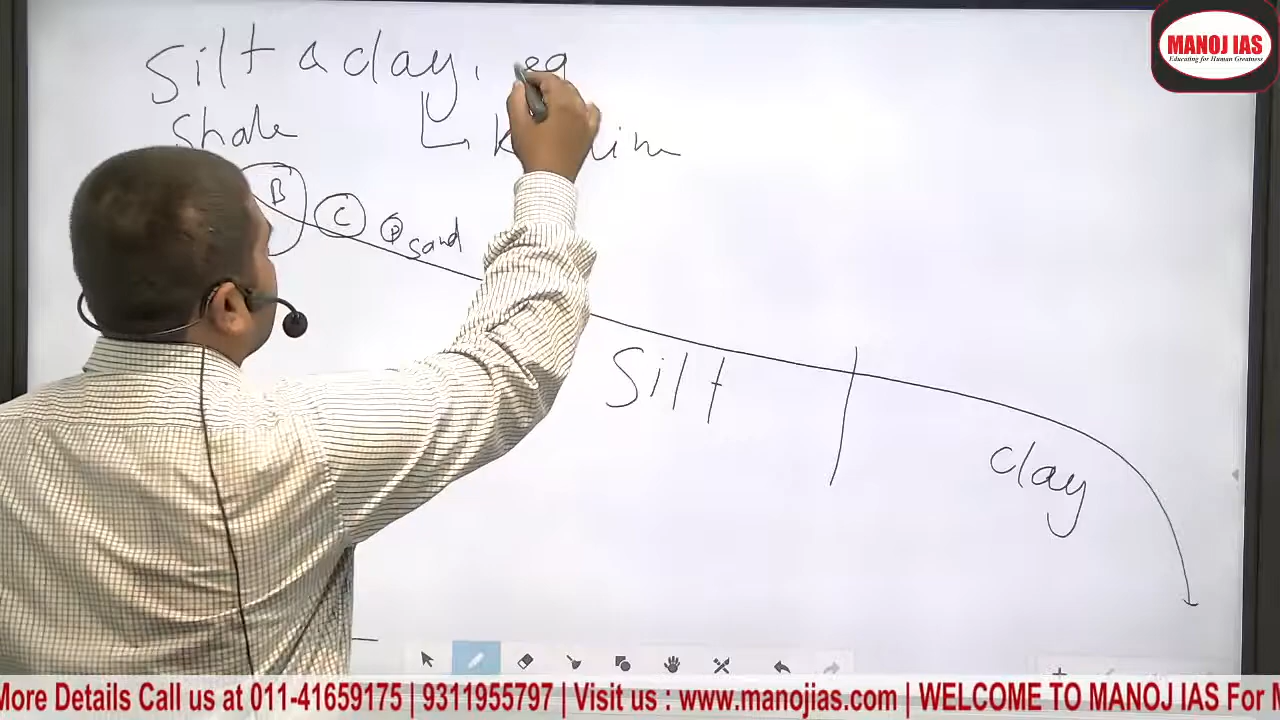 Silt & clay, eg
Shale
B C P sand
Silt
clay
MANOJ IAS
Educating for Human Greatness
More Details Call us at 011-41659175 | 9311955797 | Visit us : www.manojias.com | WELCOME TO MANOJ IAS For M